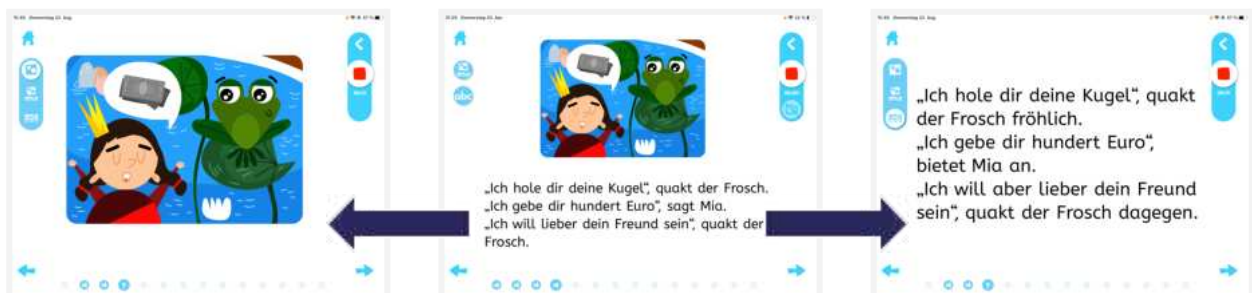 abc
„Ich hole dir deine Kugel“, quakt der Frosch.
„Ich gebe dir hundert Euro“, sagt Mia.
„Ich will lieber dein Freund sein“, quakt der
Frosch.
„Ich hole dir deine Kugel“, quakt
der Frosch fröhlich.
„Ich gebe dir hundert Euro“,
bietet Mia an.
„Ich will aber lieber dein Freund
sein“, quakt der Frosch dagegen.